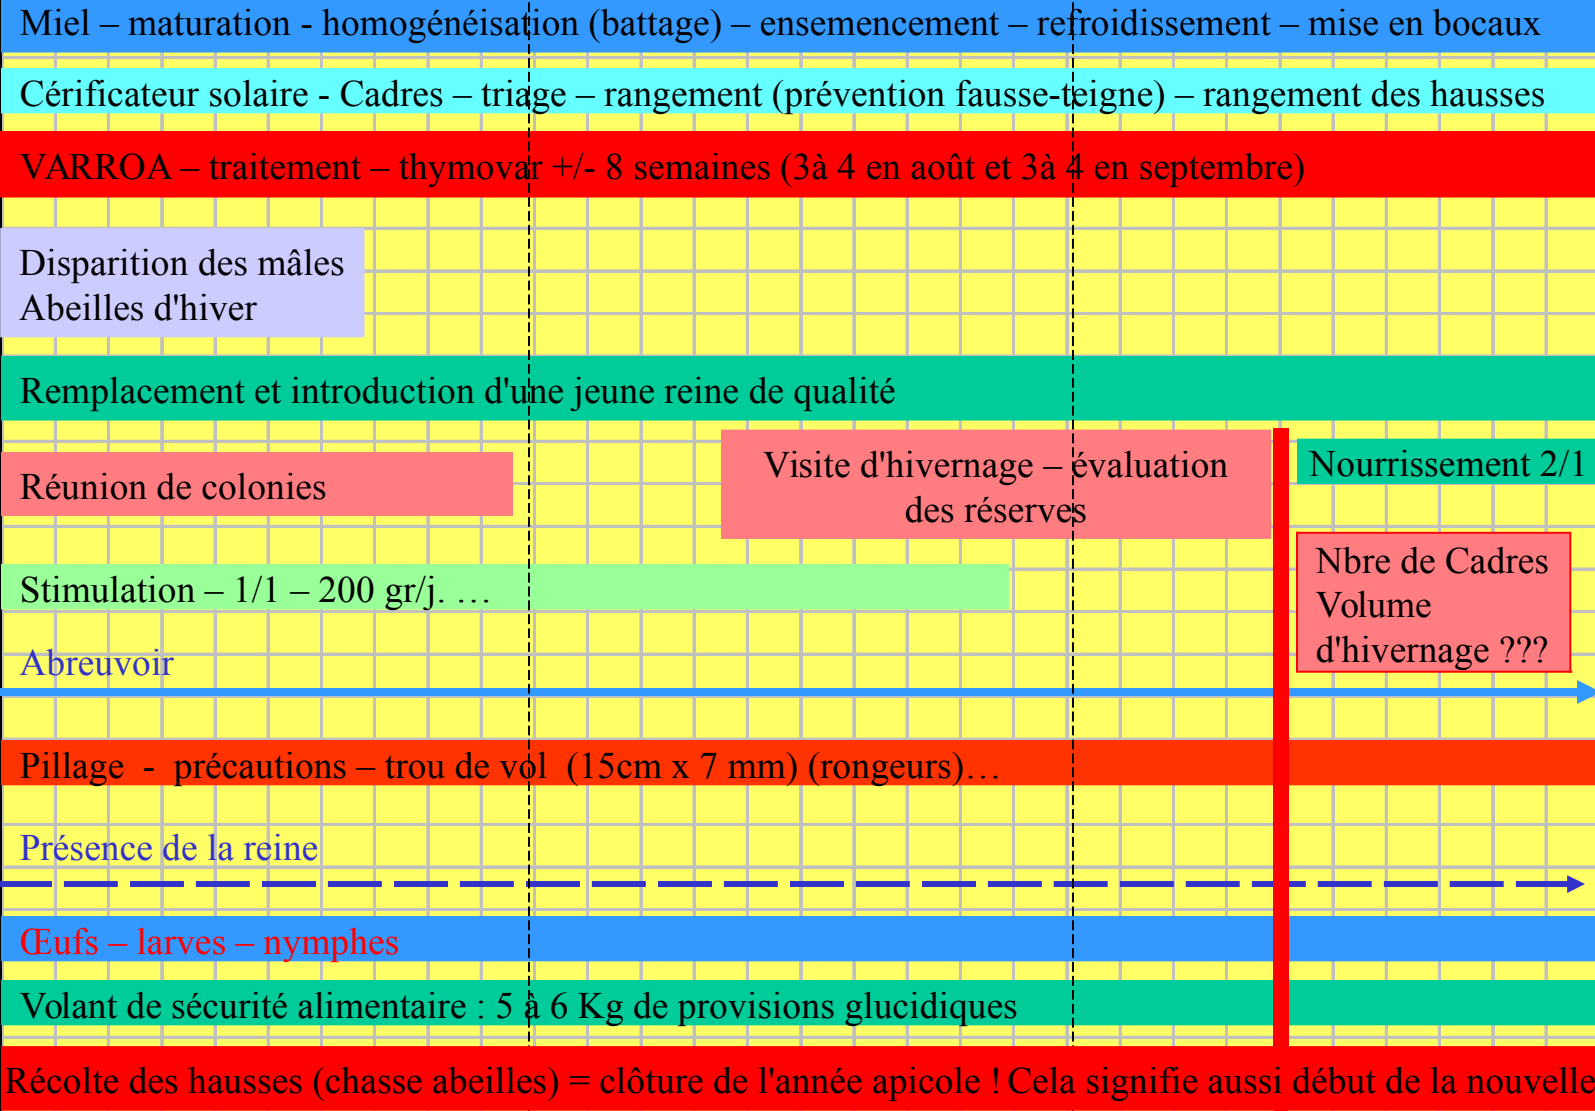 Miel – maturation - homogénéisation (battage) – ensemencement – refroidissement – mise en bocaux
Cérificateur solaire - Cadres – triage – rangement (prévention fausse-teigne) – rangement des hausses
VARROA – traitement – thymovar +/- 8 semaines (3à 4 en août et 3à 4 en septembre)
Disparition des mâles
Abeilles d'hiver
Remplacement et introduction d'une jeune reine de qualité
Réunion de colonies
Visite d'hivernage – évaluation
des réserves
Nourrissement 2/1
Nbre de Cadres
Volume
d'hivernage ???
Stimulation – 1/1 – 200 gr/j. …
Abreuvoir
Pillage - précautions – trou de vol (15cm x 7 mm) (rongeurs)…
Présence de la reine
Œufs – larves – nymphes
Volant de sécurité alimentaire : 5 à 6 Kg de provisions glucidiques
Récolte des hausses (chasse abeilles) = clôture de l'année apicole ! Cela signifie aussi début de la nouvelle